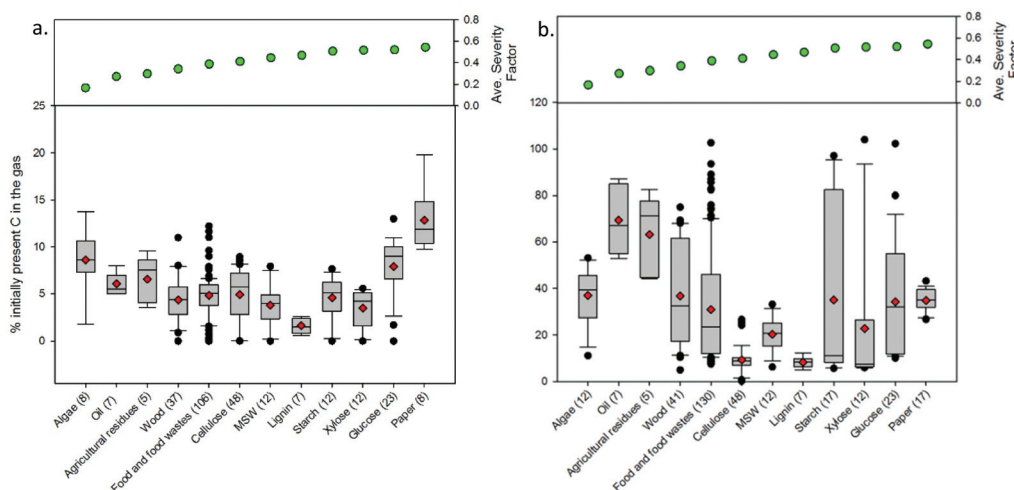 a.
0.8
0.6
0.4
0.2
0.0
Ave. Severity
Factor
% initially present C in the gas
25
20
15
10
5
0
Algae (8)
Oil (7)
Agricultural residues (5)
Wood (37)
Food and food wastes (106)
Cellulose (48)
MSW (12)
Lignin (7)
Starch (12)
Xylose (12)
Glucose (23)
Paper (8)
b.
0.8
0.6
0.4
0.2
0.0
Ave. Severity
Factor
120
100
80
60
40
20
0
Algae (12)
Oil (7)
Agricultural residues (5)
Wood (41)
Food and food wastes (130)
Cellulose (48)
MSW (12)
Lignin (7)
Starch (17)
Xylose (12)
Glucose (23)
Paper (17)